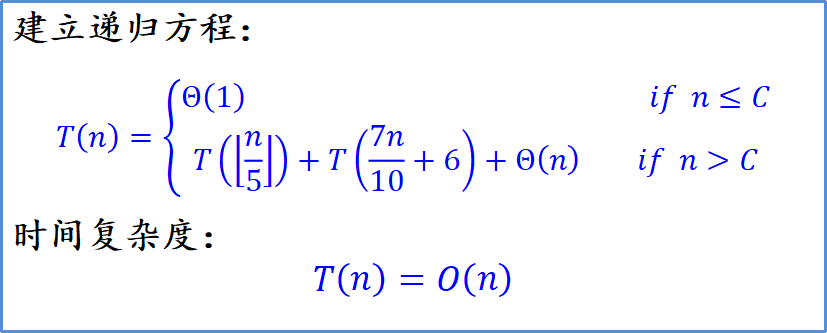 建立递归方程：
T(n) = { Θ(1) if n ≤ C
T(⌊n/5⌋) + T(7n/10 + 6) + Θ(n) if n > C
时间复杂度：
T(n) = O(n)